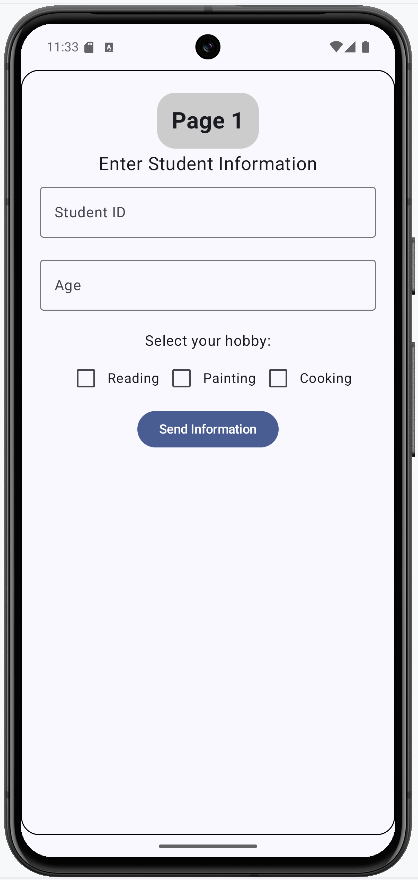 11:33
Page 1
Enter Student Information
Student ID
Age
Select your hobby:
Reading Painting Cooking
Send Information